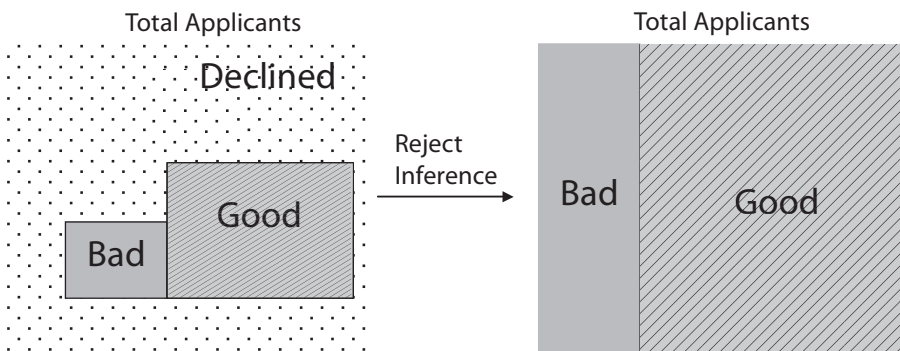 Total Applicants
Declined
Good
Bad
Reject
Inference
Total Applicants
Bad
Good